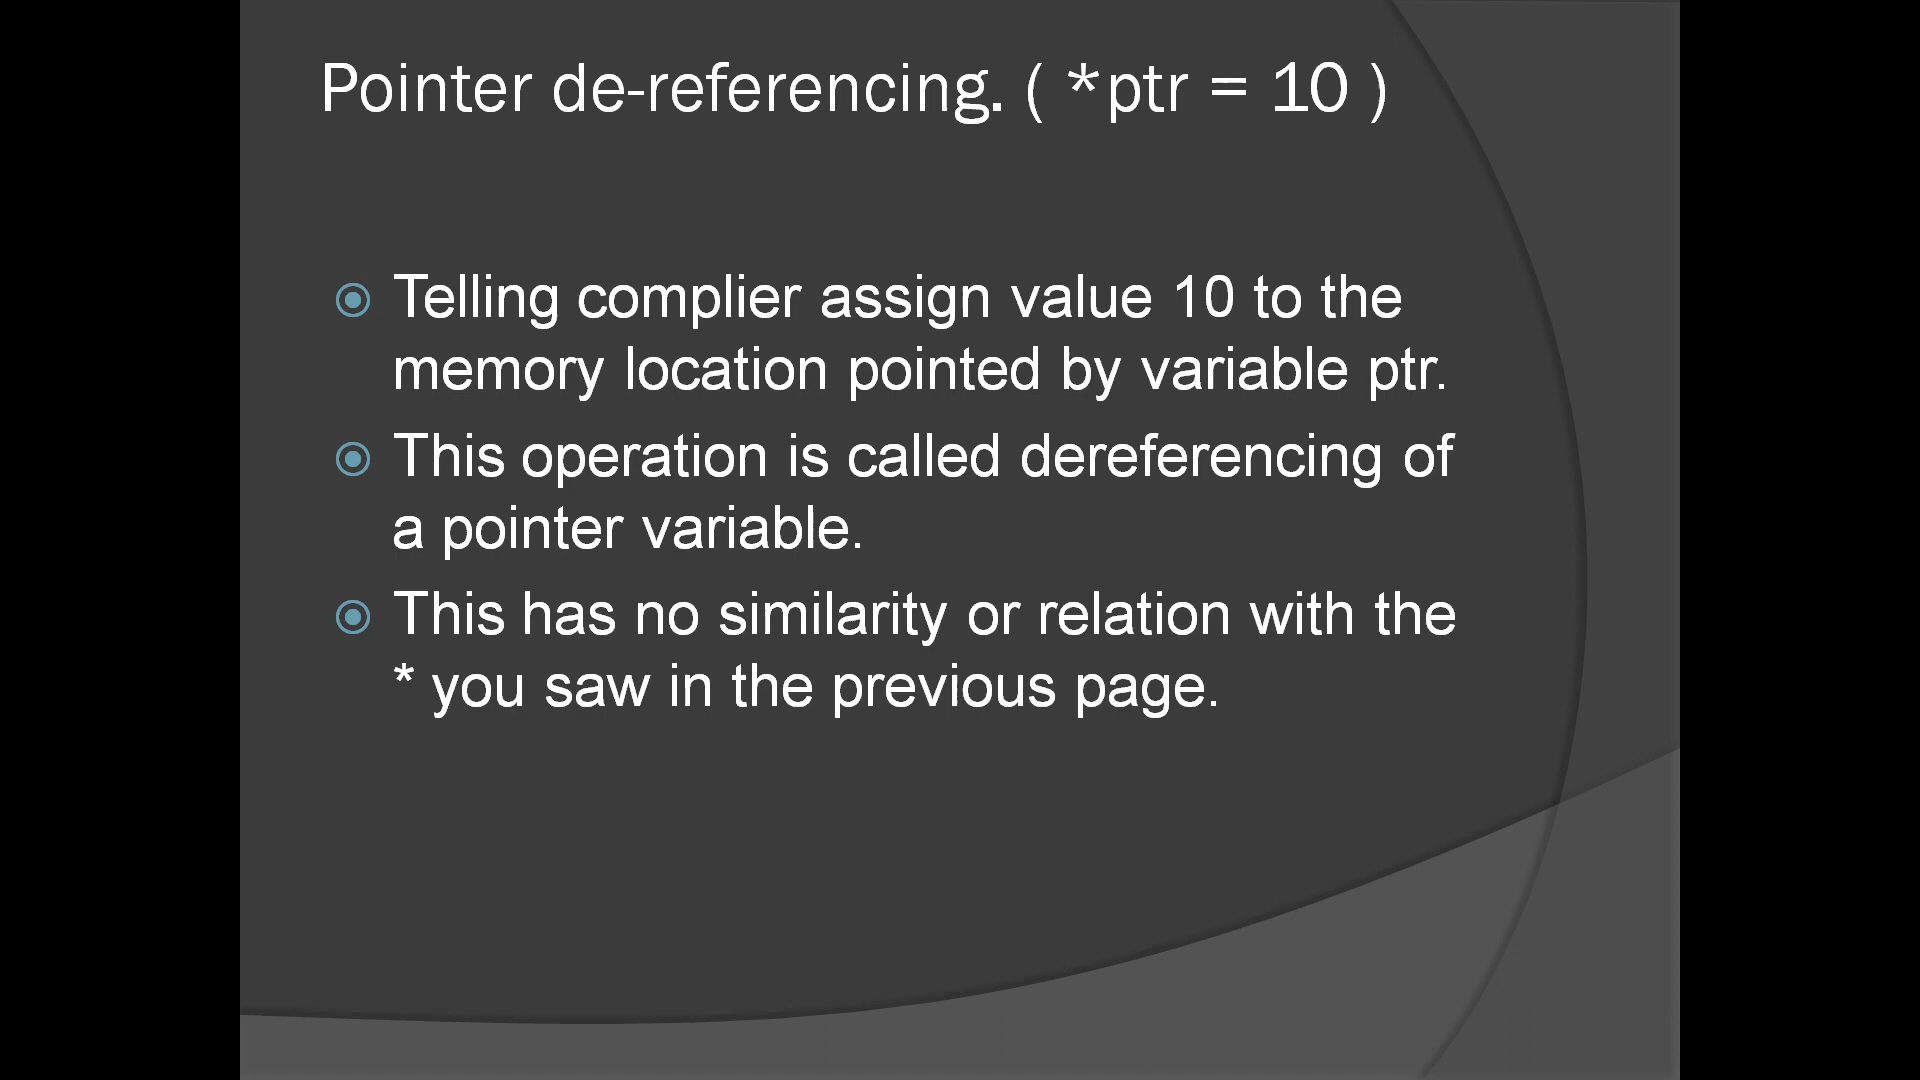 Pointer de-referencing. ( *ptr = 10 )
Telling complier assign value 10 to the
memory location pointed by variable ptr.
This operation is called dereferencing of
a pointer variable.
This has no similarity or relation with the
* you saw in the previous page.